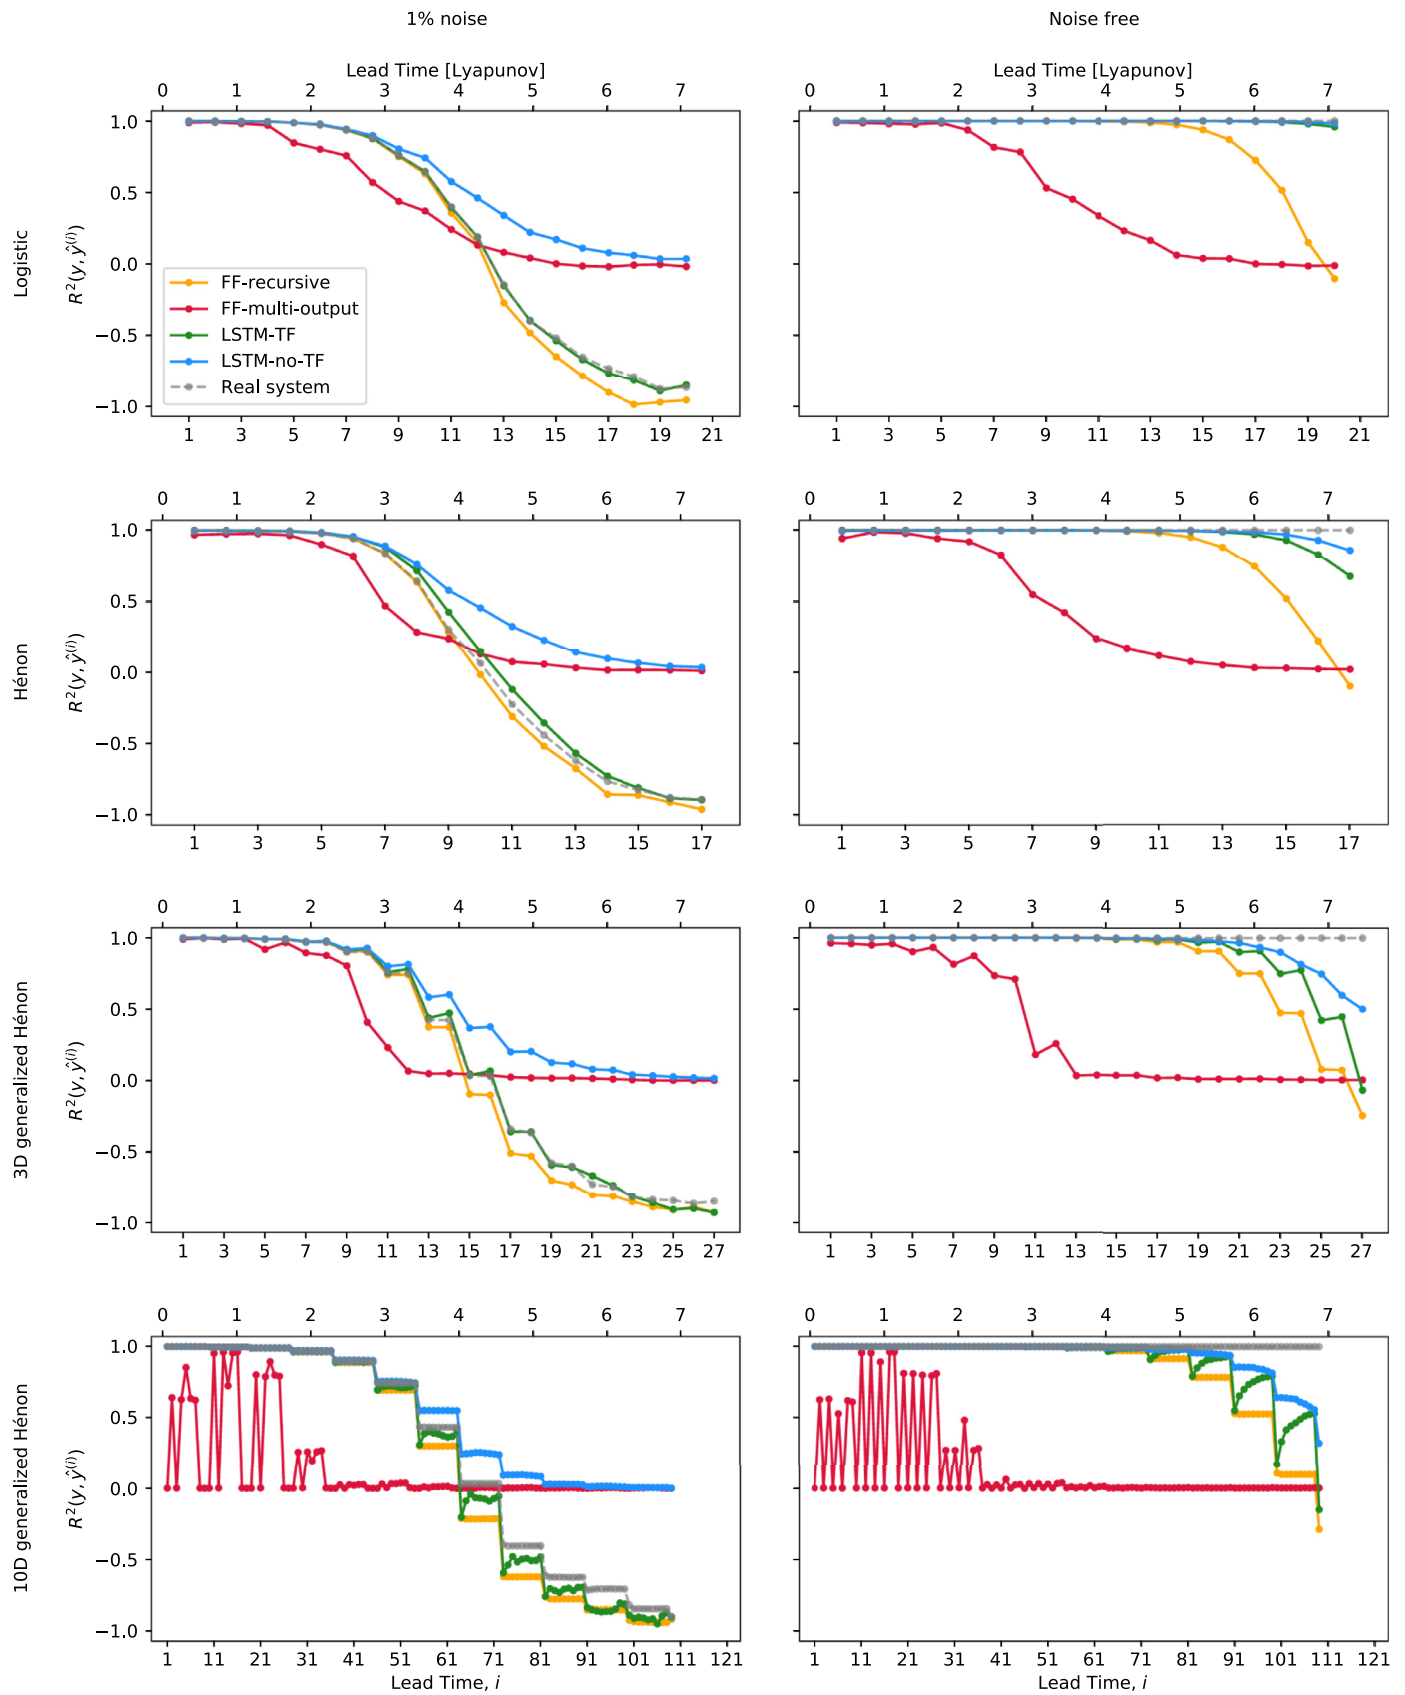 1% noise
Noise free
Lead Time [Lyapunov]
Lead Time [Lyapunov]
0 1 2 3 4 5 6 7
0 1 2 3 4 5 6 7
Logistic
R²(y, ŷ⁽ⁱ⁾)
1.0
0.5
0.0
−0.5
−1.0
FF-recursive
FF-multi-output
LSTM-TF
LSTM-no-TF
Real system
1 3 5 7 9 11 13 15 17 19 21
1 3 5 7 9 11 13 15 17 19 21
0 1 2 3 4 5 6 7
0 1 2 3 4 5 6 7
Hénon
R²(y, ŷ⁽ⁱ⁾)
1.0
0.5
0.0
−0.5
−1.0
1 3 5 7 9 11 13 15 17
1 3 5 7 9 11 13 15 17
0 1 2 3 4 5 6 7
0 1 2 3 4 5 6 7
3D generalized Hénon
R²(y, ŷ⁽ⁱ⁾)
1.0
0.5
0.0
−0.5
−1.0
1 3 5 7 9 11 13 15 17 19 21 23 25 27
1 3 5 7 9 11 13 15 17 19 21 23 25 27
0 1 2 3 4 5 6 7
0 1 2 3 4 5 6 7
10D generalized Hénon
R²(y, ŷ⁽ⁱ⁾)
1.0
0.5
0.0
−0.5
−1.0
1 11 21 31 41 51 61 71 81 91 101 111 121
1 11 21 31 41 51 61 71 81 91 101 111 121
Lead Time, i
Lead Time, i